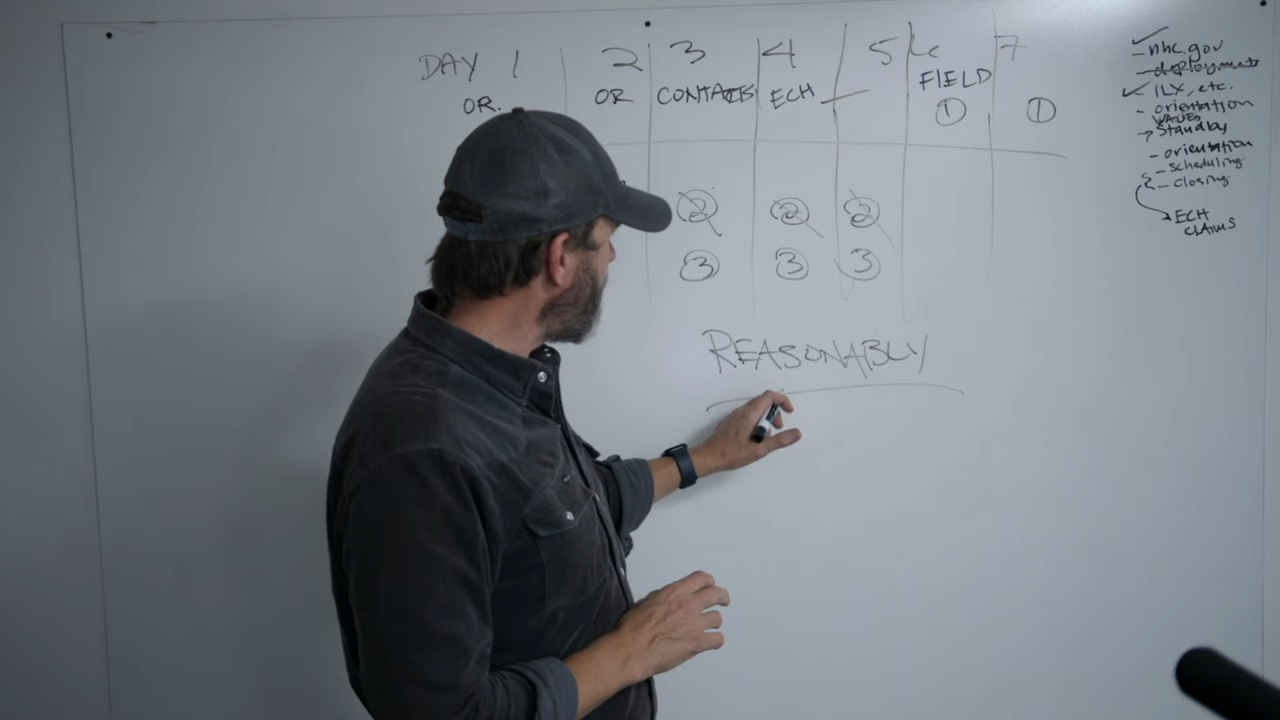 DAY 1 2 3 4 5 6 7
OR. OR CONTACTS ECH FIELD
1 1
2 2 2
3 3 3
REASONABLY
- nhc.gov
- deployments
ILX, etc.
- orientation
VALUES
→ Standby
- orientation
- scheduling
- closing
ECH
CLAIMS